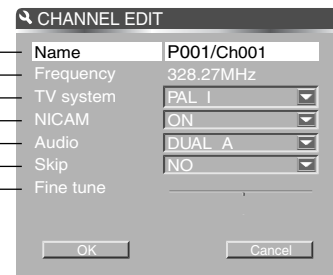 CHANNEL EDIT
Name P001/Ch001
Frequency 328.27MHz
TV system PAL I
NICAM ON
Audio DUAL A
Skip NO
Fine tune
OK Cancel